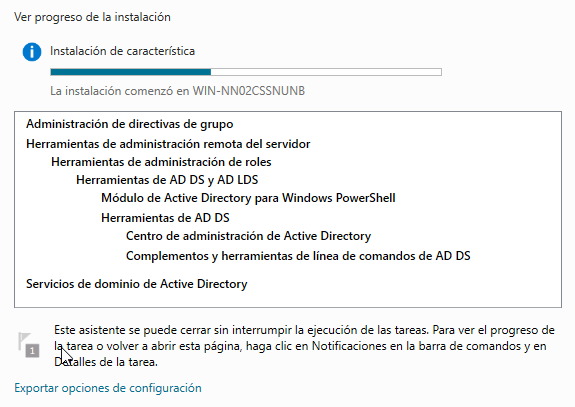 Ver progreso de la instalación
Instalación de característica
La instalación comenzó en WIN-NN02CSSNUNB
Administración de directivas de grupo
Herramientas de administración remota del servidor
Herramientas de administración de roles
Herramientas de AD DS y AD LDS
Módulo de Active Directory para Windows PowerShell
Herramientas de AD DS
Centro de administración de Active Directory
Complementos y herramientas de línea de comandos de AD DS
Servicios de dominio de Active Directory
1
Este asistente se puede cerrar sin interrumpir la ejecución de las tareas. Para ver el progreso de
la tarea o volver a abrir esta página, haga clic en Notificaciones en la barra de comandos y en
Detalles de la tarea.
Exportar opciones de configuración